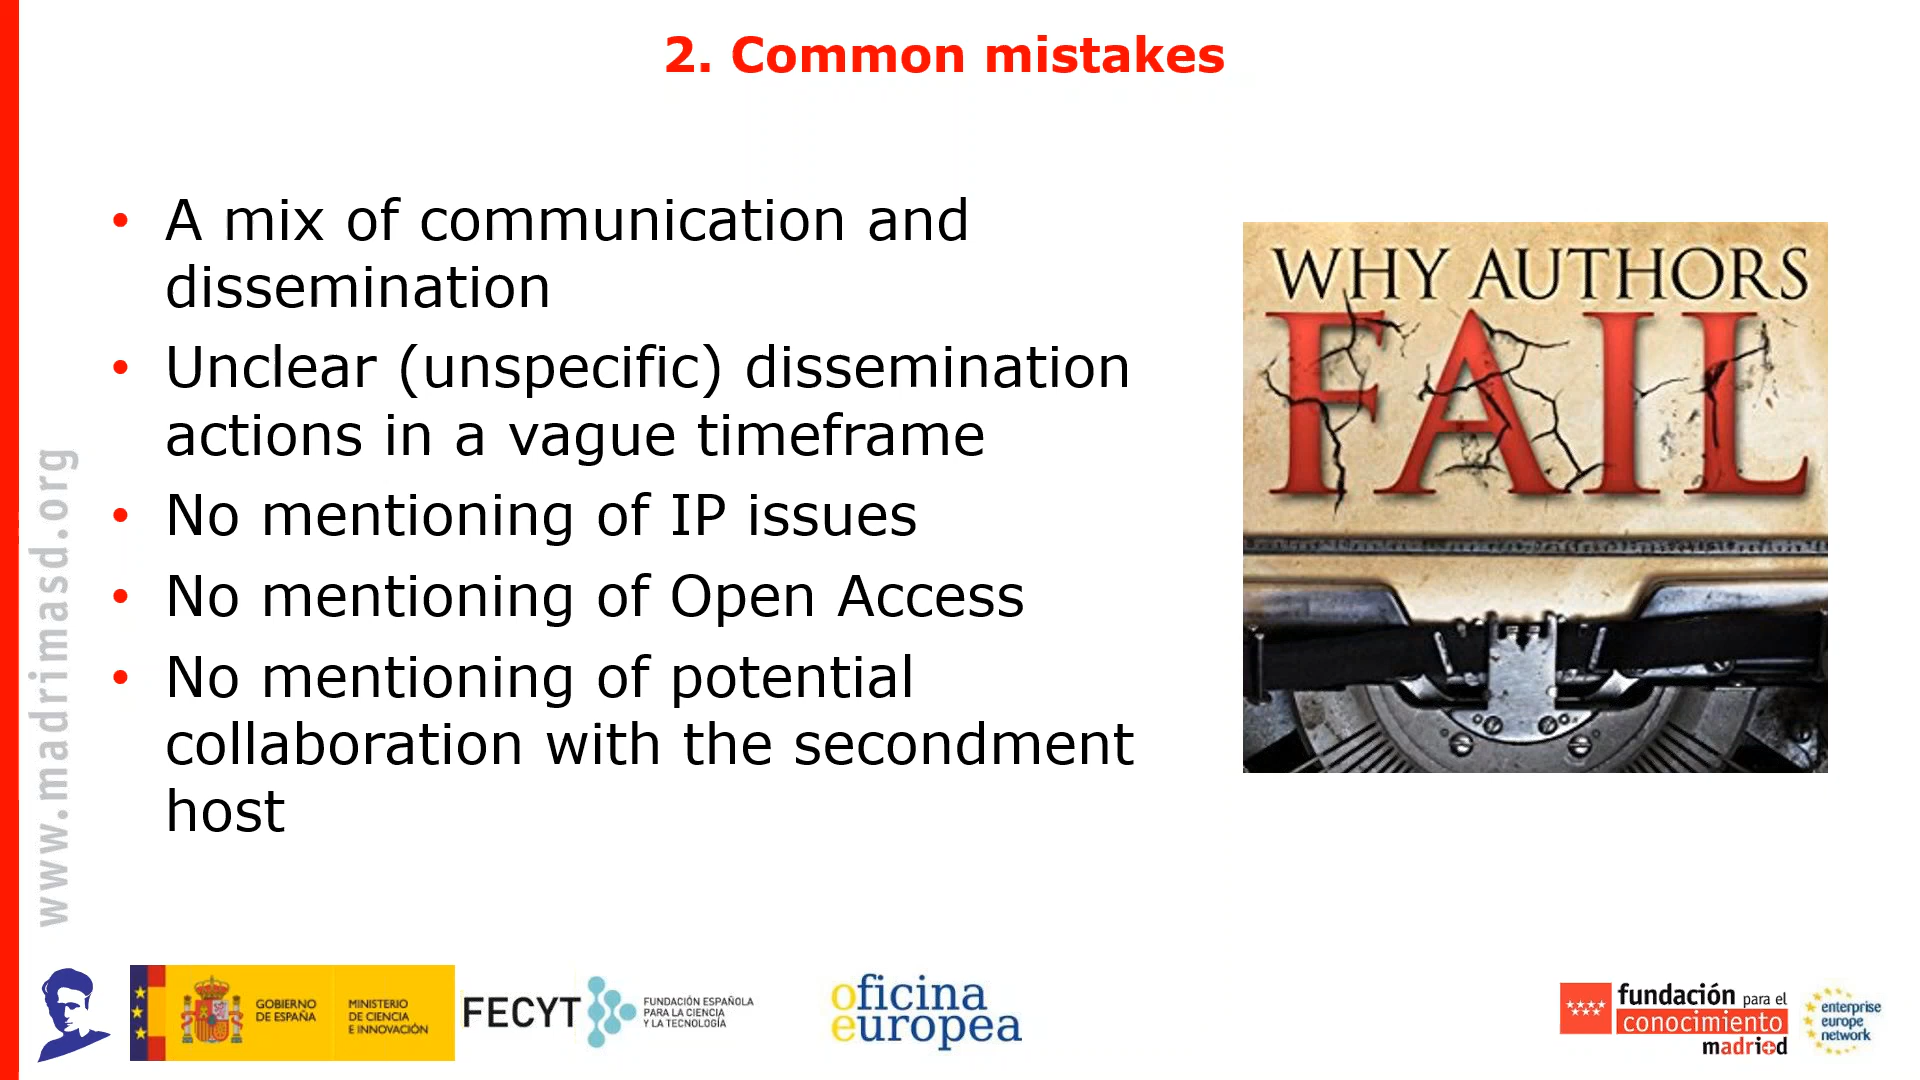 2. Common mistakes
• A mix of communication and
dissemination
• Unclear (unspecific) dissemination
actions in a vague timeframe
• No mentioning of IP issues
• No mentioning of Open Access
• No mentioning of potential
collaboration with the secondment
host
WHY AUTHORS
FAIL
www.madrimasd.org
GOBIERNO
DE ESPAÑA
MINISTERIO
DE CIENCIA
E INNOVACIÓN
FECYT
FUNDACIÓN ESPAÑOLA
PARA LA CIENCIA
Y LA TECNOLOGÍA
oficina
europea
fundación para el
conocimiento
madri+d
enterprise
europe
network